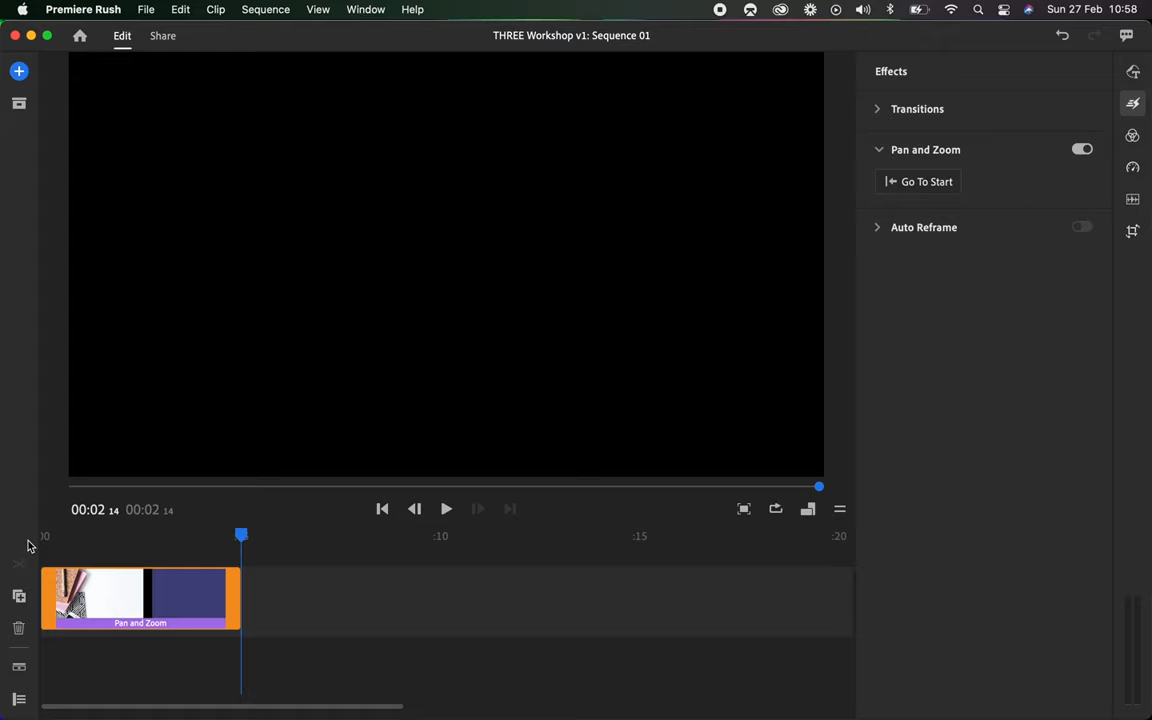 Premiere Rush File Edit Clip Sequence View Window Help Sun 27 Feb 10:58
Edit Share THREE Workshop v1: Sequence 01
Effects
Transitions
Pan and Zoom
Go To Start
Auto Reframe
00:02 14 00:02 14
:10 :15 :20
Pan and Zoom